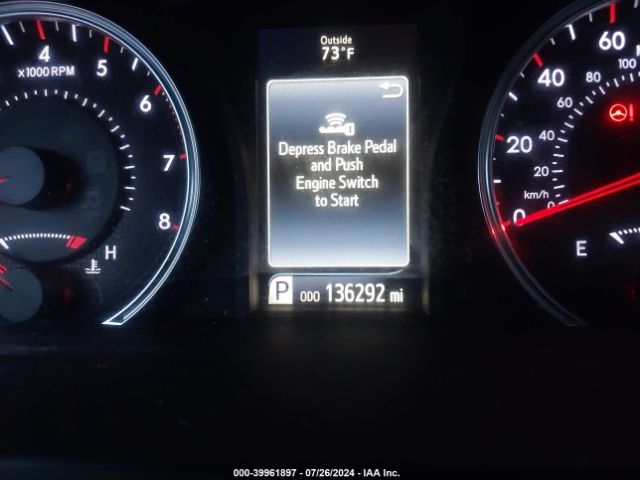 Outside
73°F
Depress Brake Pedal
and Push
Engine Switch
to Start
P ODO 136292 mi
4
x1000 RPM
5
6
7
8
H
60
40
20
0
100
80
60
40
20
0
km/h
E
000-39961897 - 07/26/2024 - IAA Inc.